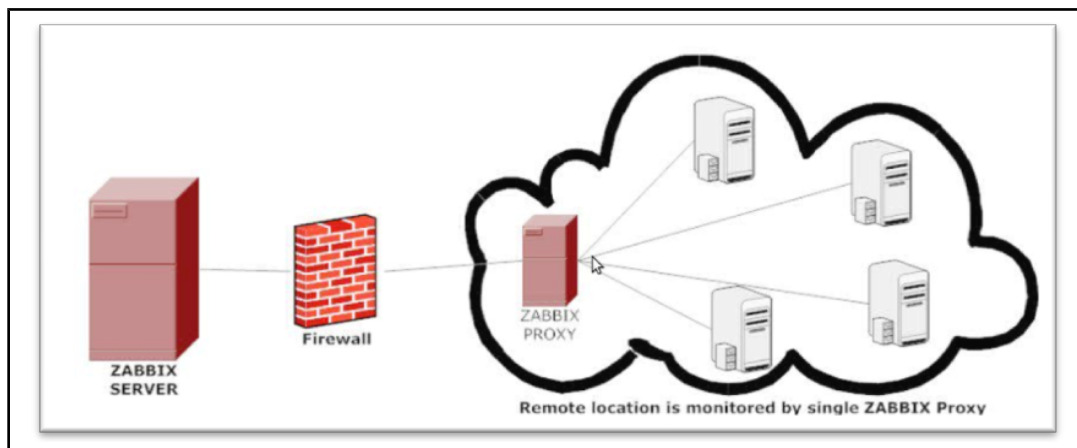 ZABBIX
SERVER
Firewall
ZABBIX
PROXY
Remote location is monitored by single ZABBIX Proxy